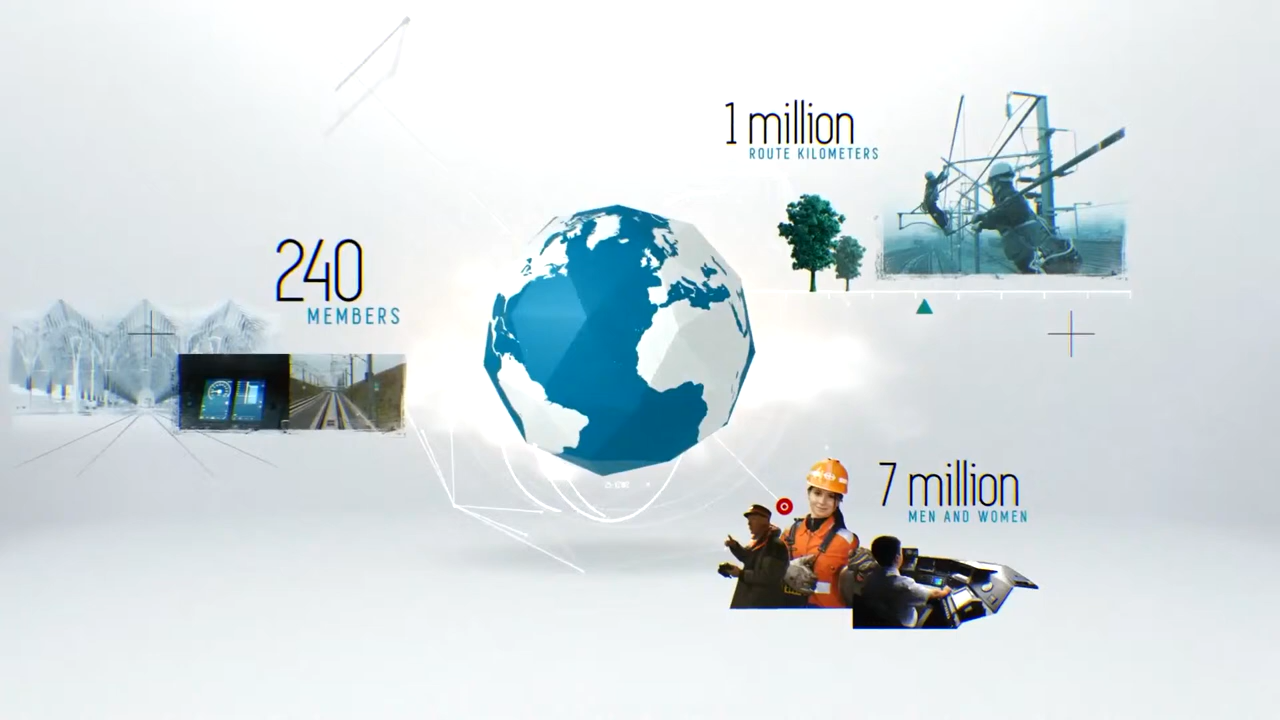 1 million
ROUTE KILOMETERS
240
MEMBERS
7 million
MEN AND WOMEN